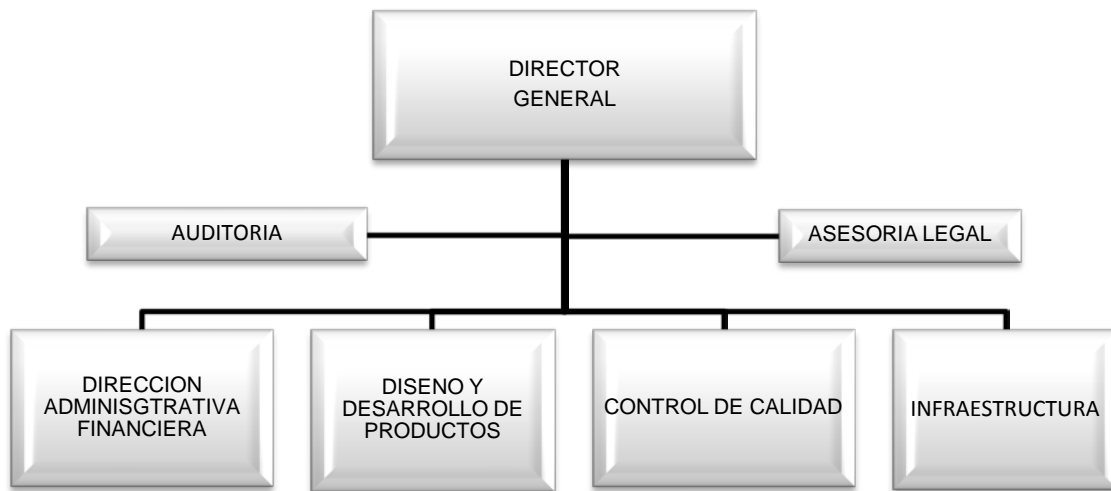 DIRECTOR
GENERAL
AUDITORIA
ASESORIA LEGAL
DIRECCION
ADMINISGTRATIVA
FINANCIERA
DISENO Y
DESARROLLO DE
PRODUCTOS
CONTROL DE CALIDAD
INFRAESTRUCTURA